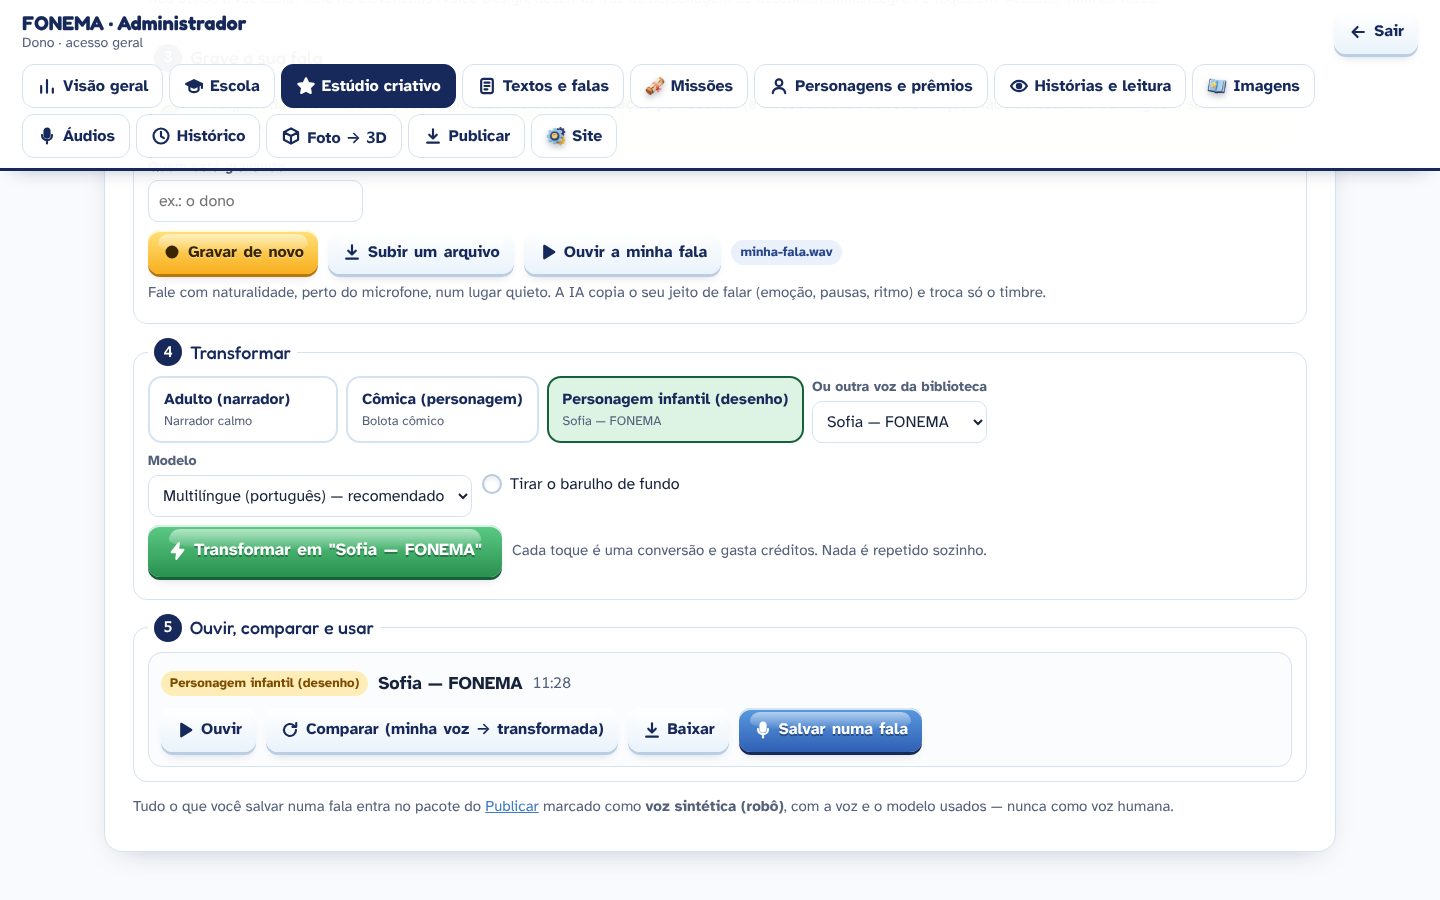 FONEMA · Administrador
Dono · acesso geral
Sair
3 Grave a sua fala
Visão geral
Escola
Estúdio criativo
Textos e falas
Missões
Personagens e prêmios
Histórias e leitura
Imagens
Áudios
Histórico
Foto → 3D
Publicar
Site
ex.: o dono
Gravar de novo
Subir um arquivo
Ouvir a minha fala
minha-fala.wav
Fale com naturalidade, perto do microfone, num lugar quieto. A IA copia o seu jeito de falar (emoção, pausas, ritmo) e troca só o timbre.
4 Transformar
Adulto (narrador)
Narrador calmo
Cômica (personagem)
Bolota cômico
Personagem infantil (desenho)
Sofia — FONEMA
Ou outra voz da biblioteca
Sofia — FONEMA
Modelo
Multilíngue (português) — recomendado
Tirar o barulho de fundo
Transformar em "Sofia — FONEMA"
Cada toque é uma conversão e gasta créditos. Nada é repetido sozinho.
5 Ouvir, comparar e usar
Personagem infantil (desenho) Sofia — FONEMA 11:28
Ouvir
Comparar (minha voz → transformada)
Baixar
Salvar numa fala
Tudo o que você salvar numa fala entra no pacote do Publicar marcado como voz sintética (robô), com a voz e o modelo usados — nunca como voz humana.